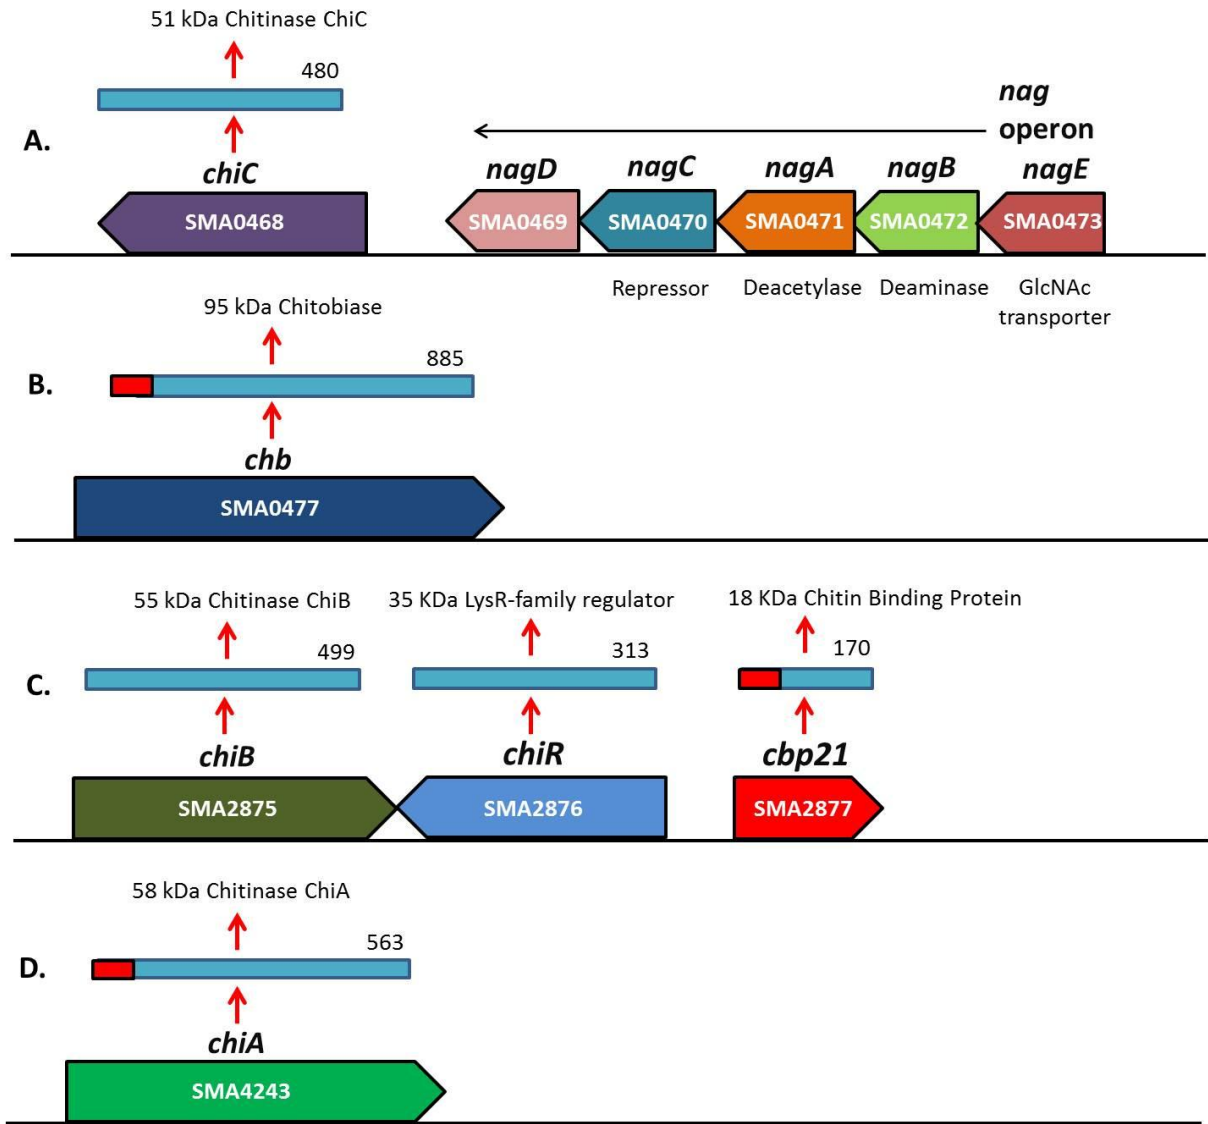 51 kDa Chitinase ChiC
480
A.
chiC
SMA0468
nag
operon
nagD
nagC
nagA
nagB
nagE
SMA0469
SMA0470
SMA0471
SMA0472
SMA0473
Repressor
Deacetylase
Deaminase
GlcNAc
transporter
95 kDa Chitobiase
885
B.
chb
SMA0477
55 kDa Chitinase ChiB
35 KDa LysR-family regulator
18 KDa Chitin Binding Protein
499
313
170
C.
chiB
chiR
cbp21
SMA2875
SMA2876
SMA2877
58 kDa Chitinase ChiA
563
D.
chiA
SMA4243